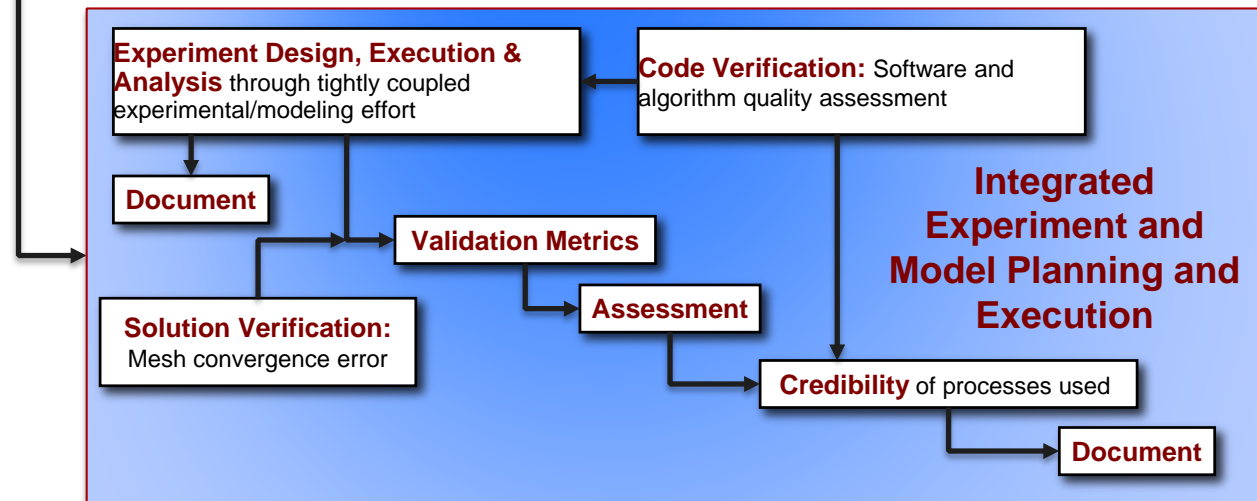 Experiment Design, Execution &
Analysis through tightly coupled
experimental/modeling effort
Code Verification: Software and
algorithm quality assessment
Document
Integrated
Experiment and
Model Planning and
Execution
Validation Metrics
Assessment
Solution Verification:
Mesh convergence error
Credibility of processes used
Document